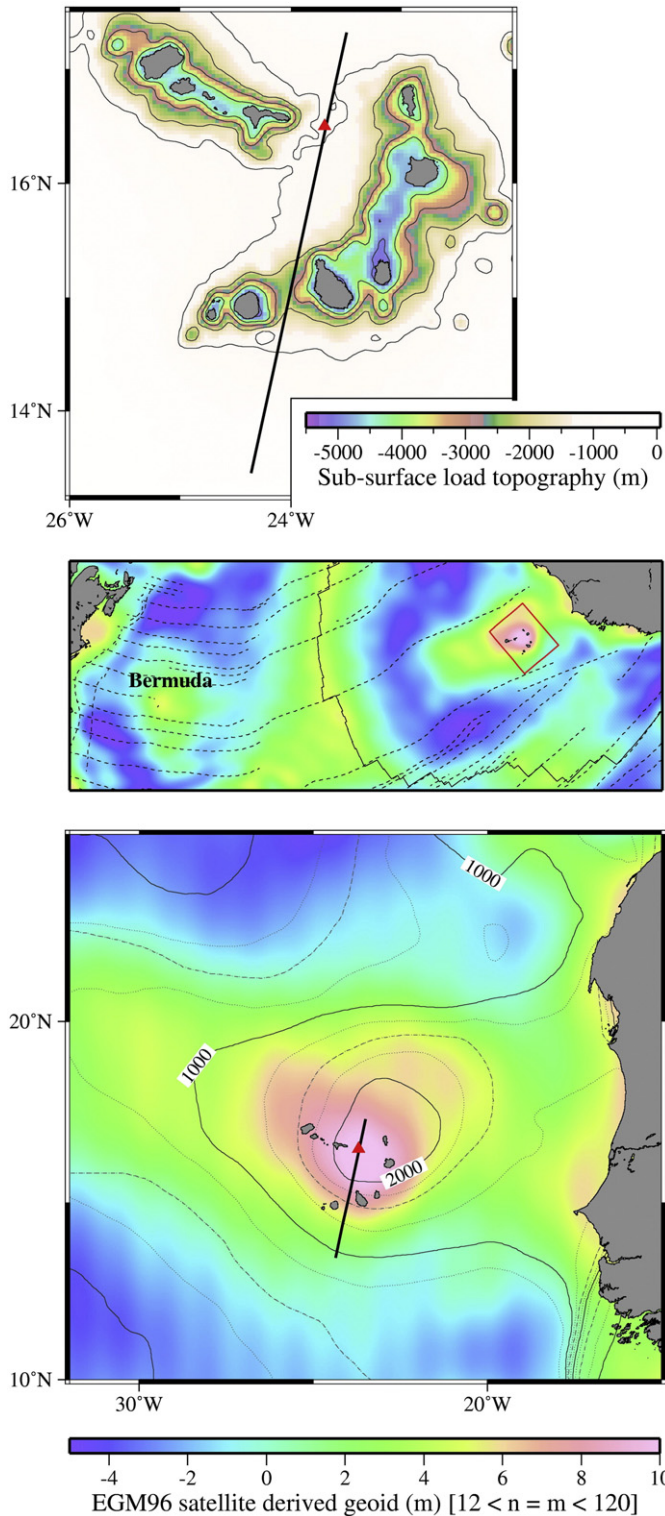 16°N
14°N
26°W
24°W
-5000 -4000 -3000 -2000 -1000 0
Sub-surface load topography (m)
Bermuda
1000
1000
2000
20°N
10°N
30°W
20°W
-4 -2 0 2 4 6 8 10
EGM96 satellite derived geoid (m) [12 < n = m < 120]